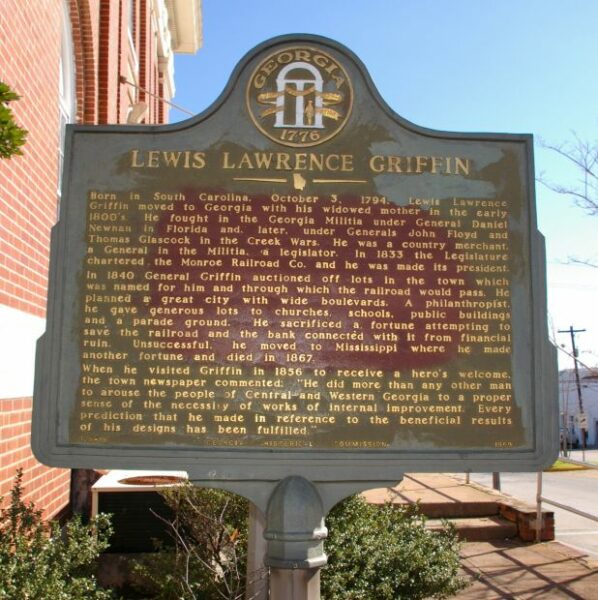 GEORGIA
1776
LEWIS LAWRENCE GRIFFIN
Born in South Carolina, October 3, 1794, Lewis Lawrence
Griffin moved to Georgia with his widowed mother in the early
1800's. He fought in the Georgia Militia under General Daniel
Newnan in Florida and, later, under Generals John Floyd and
Thomas Glascock in the Creek Wars. He was a country merchant,
a General in the Militia, a legislator. In 1833 the Legislature
chartered the Monroe Railroad Co. and he was made its president.
In 1840 General Griffin auctioned off lots in the town which
was named for him and through which the railroad would pass. He
planned a great city with wide boulevards. A philanthropist,
he gave generous lots to churches, schools, public buildings
and a parade ground. He sacrificed a fortune attempting to
save the railroad and the bank connected with it from financial
ruin. Unsuccessful, he moved to Mississippi where he made
another fortune and died in 1867.
When he visited Griffin in 1856 to receive a hero's welcome,
the town newspaper commented: "He did more than any other man
to arouse the people of Central and Western Georgia to a proper
sense of the necessity of works of internal improvement. Every
prediction that he made in reference to the beneficial results
of his designs has been fulfilled."
GEORGIA HISTORICAL COMMISSION